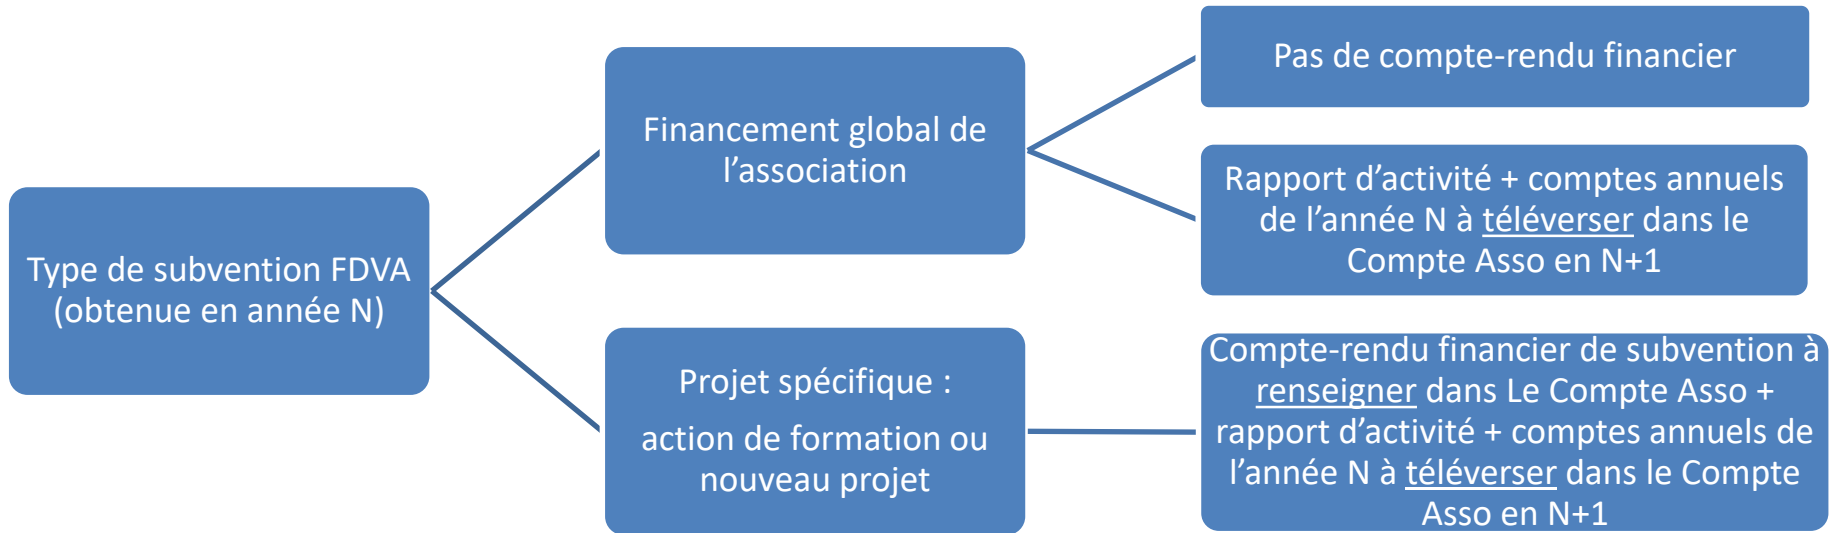 Type de subvention FDVA
(obtenue en année N)
Financement global de
l’association
Pas de compte-rendu financier
Rapport d’activité + comptes annuels
de l’année N à téléverser dans le
Compte Asso en N+1
Projet spécifique :
action de formation ou
nouveau projet
Compte-rendu financier de subvention à
renseigner dans Le Compte Asso +
rapport d’activité + comptes annuels de
l’année N à téléverser dans le Compte
Asso en N+1